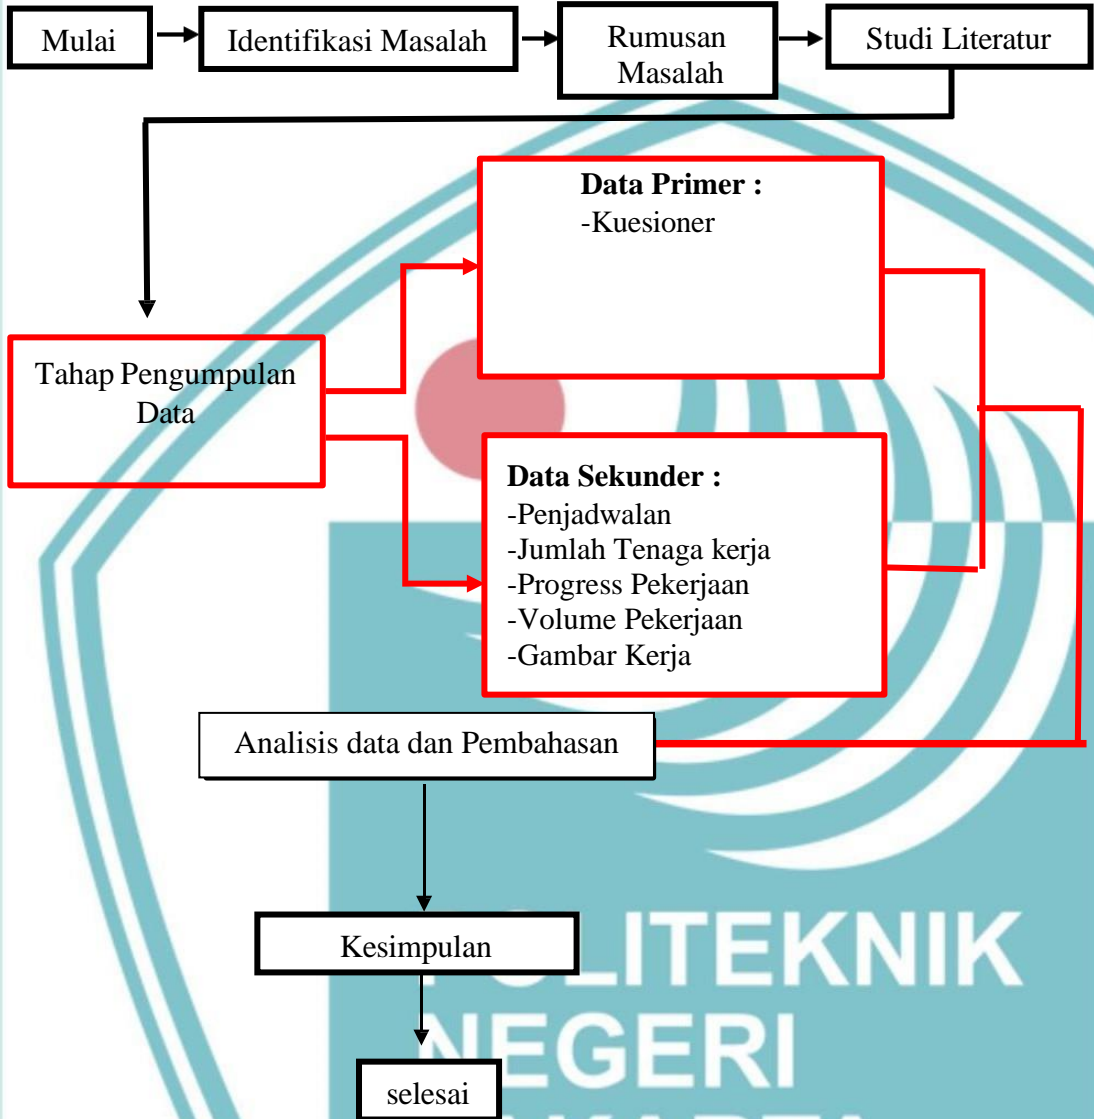 Mulai
Identifikasi Masalah
Rumusan
Masalah
Studi Literatur
Data Primer :
-Kuesioner
Tahap Pengumpulan
Data
Data Sekunder :
-Penjadwalan
-Jumlah Tenaga kerja
-Progress Pekerjaan
-Volume Pekerjaan
-Gambar Kerja
Analisis data dan Pembahasan
Kesimpulan
POLITEKNIK
NEGERI
selesai
JAKARTA